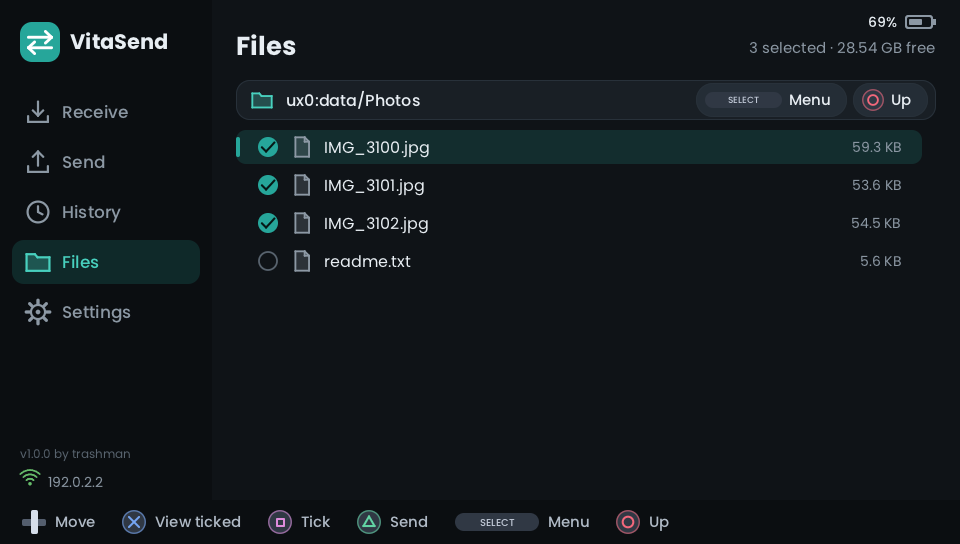 VitaSend
Receive
Send
History
Files
Settings
v1.0.0 by trashman
192.0.2.2
69%
Files
3 selected · 28.54 GB free
ux0:data/Photos
SELECT Menu
Up
IMG_3100.jpg 59.3 KB
IMG_3101.jpg 53.6 KB
IMG_3102.jpg 54.5 KB
readme.txt 5.6 KB
Move View ticked Tick Send SELECT Menu Up